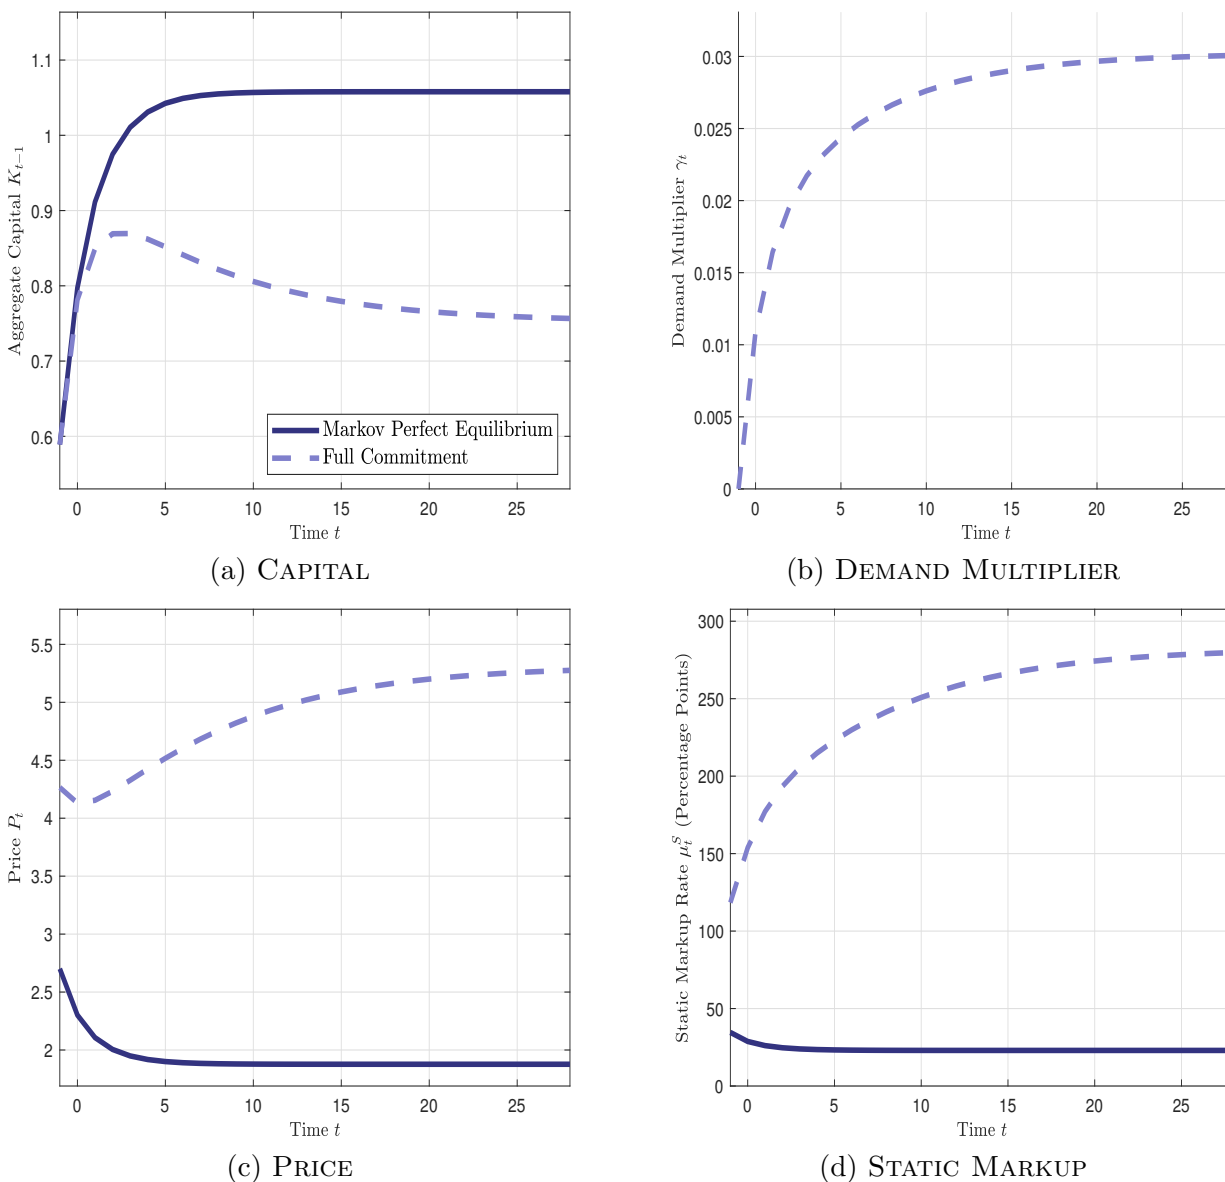 1.1
1
0.9
0.8
0.7
0.6
Aggregate Capital K_{t−1}
Markov Perfect Equilibrium
Full Commitment
0 5 10 15 20 25
Time t
(a) CAPITAL
0.03
0.025
0.02
0.015
0.01
0.005
0
Demand Multiplier γ_t
0 5 10 15 20 25
Time t
(b) DEMAND MULTIPLIER
5.5
5
4.5
4
3.5
3
2.5
2
Price P_t
0 5 10 15 20 25
Time t
(c) PRICE
300
250
200
150
100
50
0
Static Markup Rate μ_t^S (Percentage Points)
0 5 10 15 20 25
Time t
(d) STATIC MARKUP